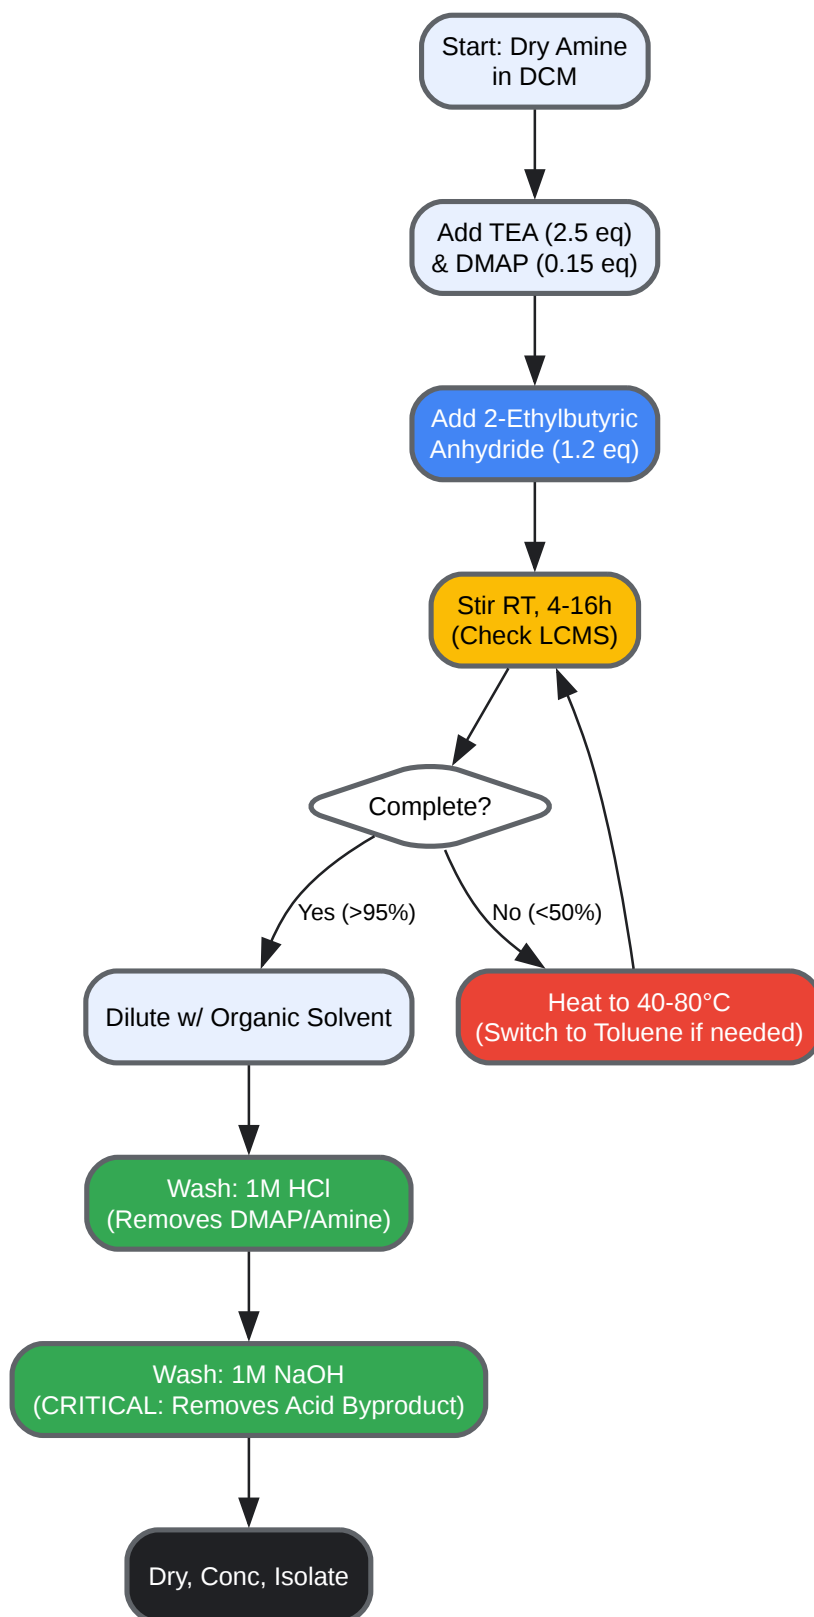 Start: Dry Amine
in DCM
Add TEA (2.5 eq)
& DMAP (0.15 eq)
Add 2-Ethylbutyric
Anhydride (1.2 eq)
Stir RT, 4-16h
(Check LCMS)
Complete?
Yes (>95%)
No (<50%)
Dilute w/ Organic Solvent
Heat to 40-80°C
(Switch to Toluene if needed)
Wash: 1M HCl
(Removes DMAP/Amine)
Wash: 1M NaOH
(CRITICAL: Removes Acid Byproduct)
Dry, Conc, Isolate